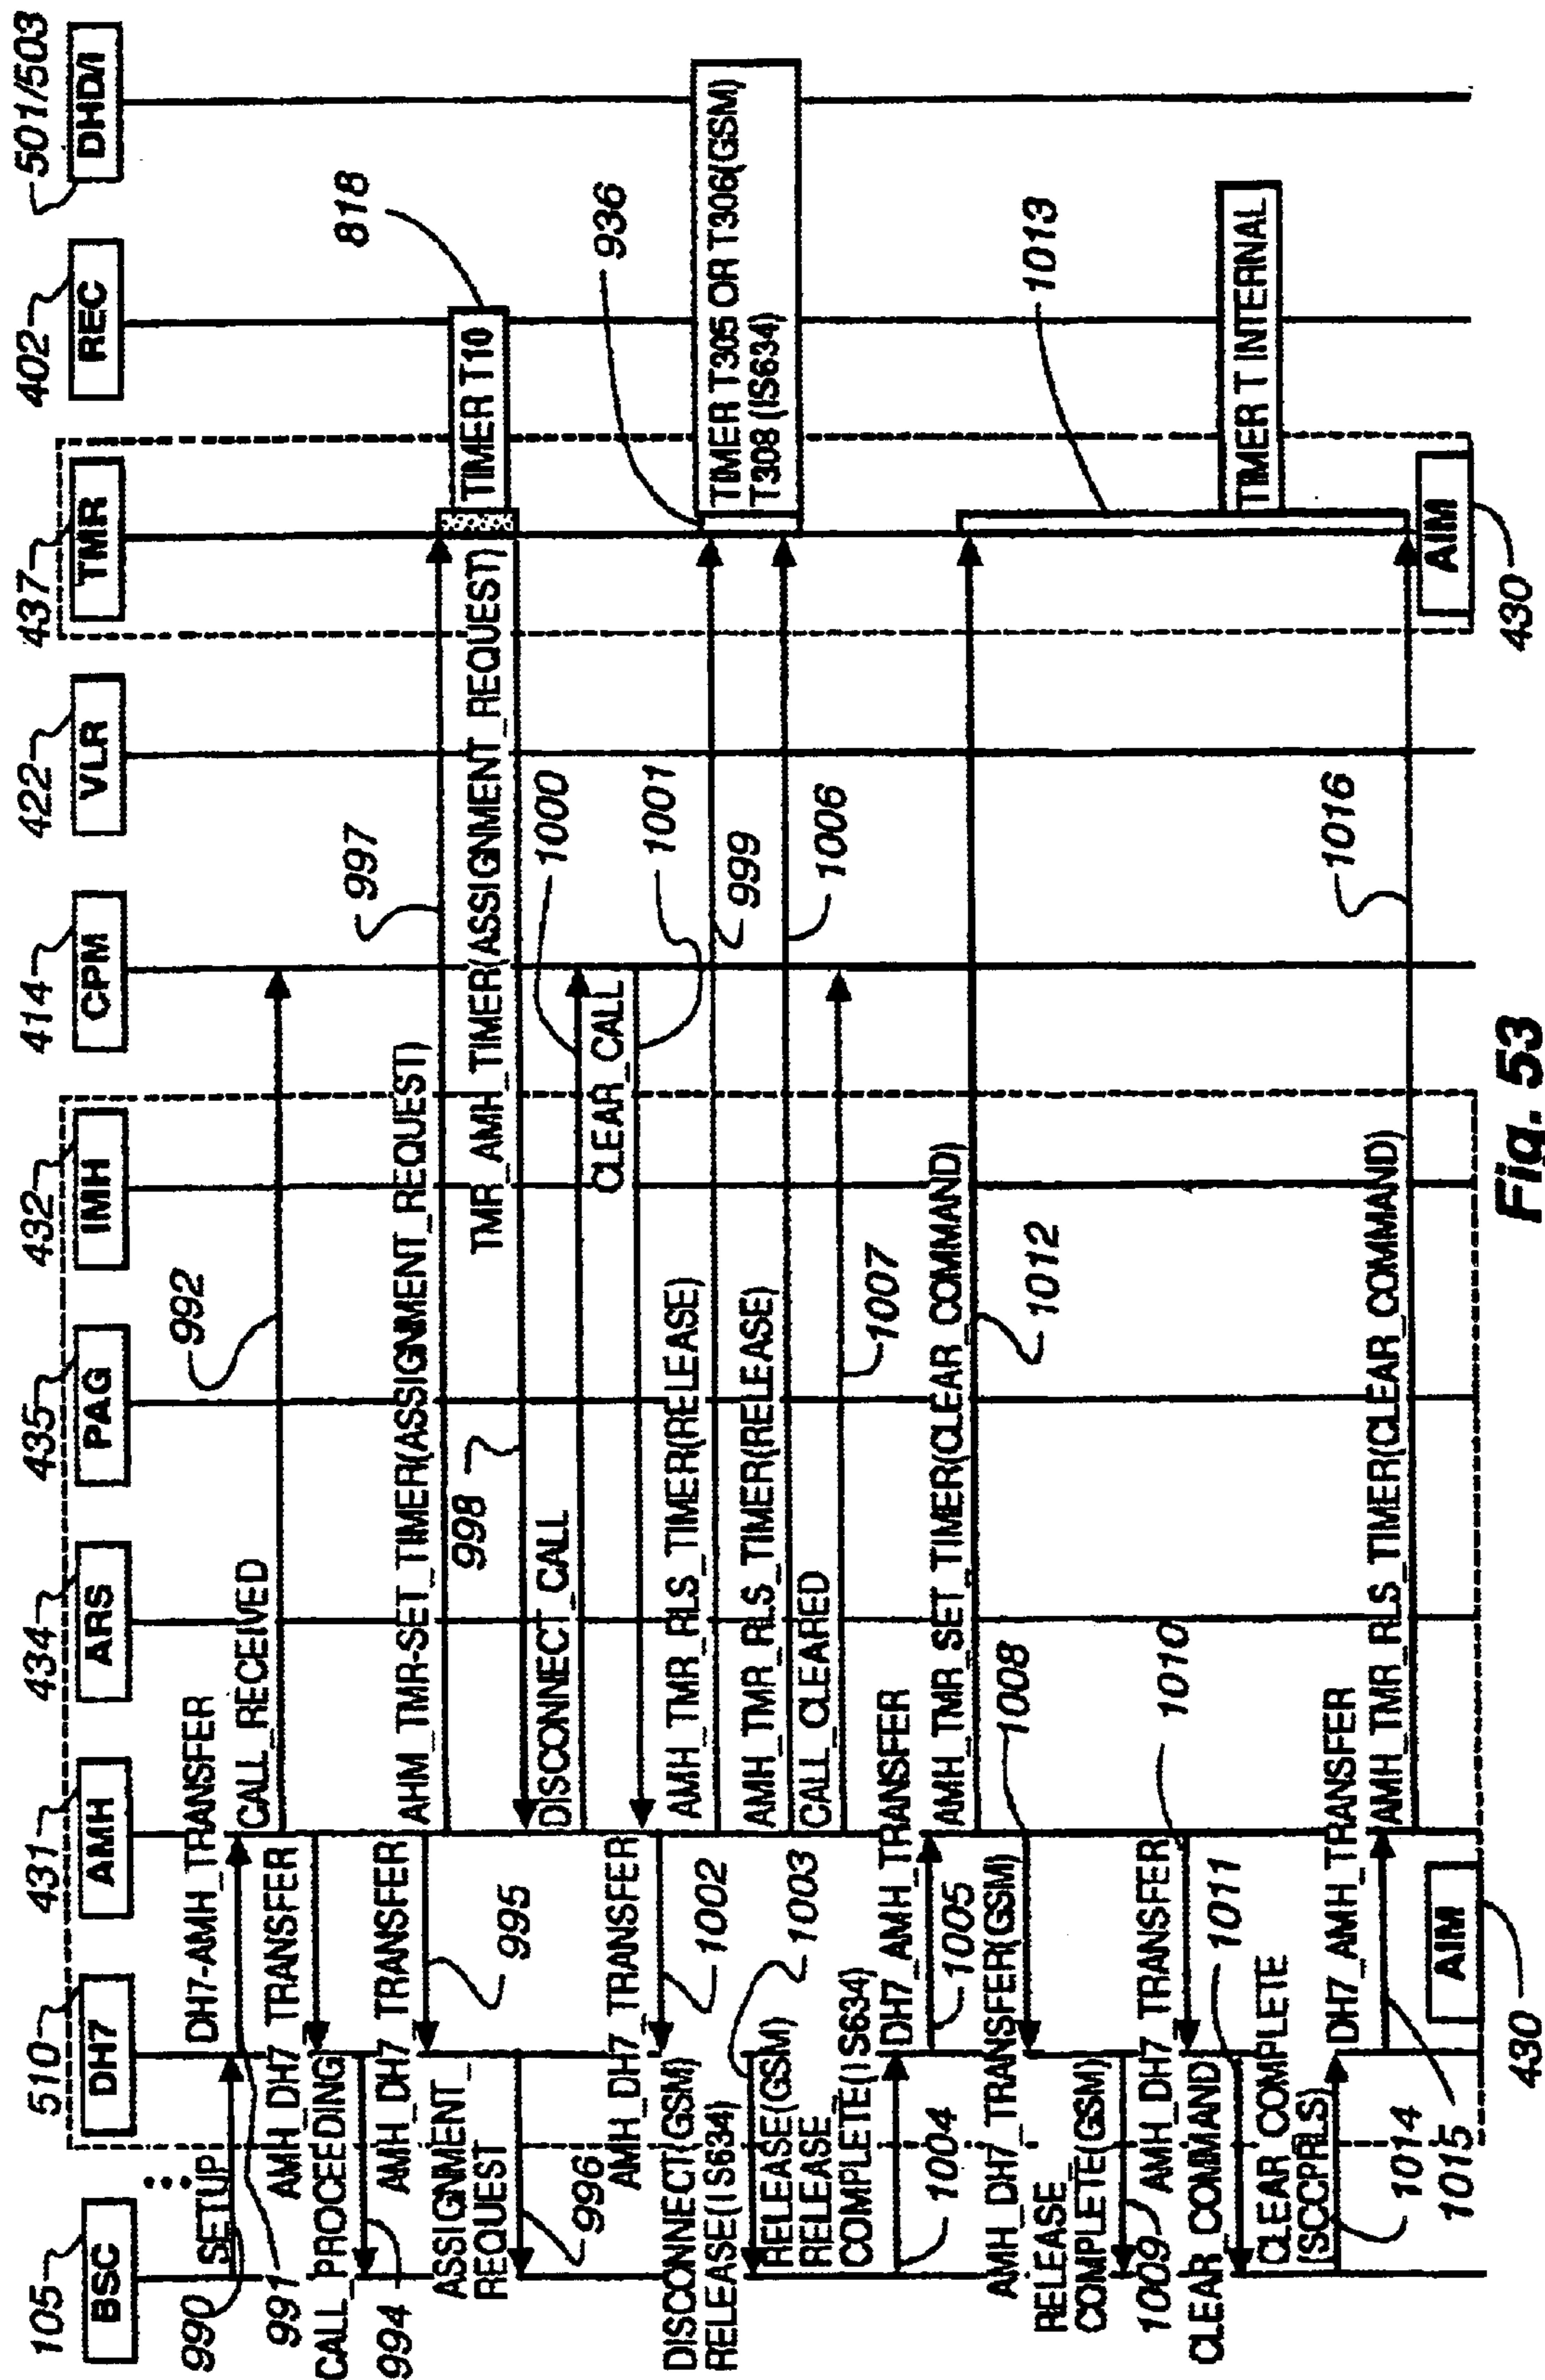 105
BSC
510
DH7
431
AMH
434
ARS
435
PAG
432
IMH
414
CPM
422
VLR
437
TMR
402
REC
501/503
DHD/I
990
SETUP
991
DH7-AMH_TRANSFER
CALL_RECEIVED
992
AMH_DH7_TRANSFER
CALL_PROCEEDING
994
AMH_DH7_TRANSFER
995
ASSIGNMENT_
REQUEST
996
AHM_TMR-SET_TIMER(ASSIGNMENT_REQUEST)
997
TIMER T10
818
TMR_AMH_TIMER(ASSIGNMENT_REQUEST)
998
DISCONNECT_CALL
1000
CLEAR_CALL
1001
AMH_DH7_TRANSFER
1002
DISCONNECT(GSM)
RELEASE(IS634)
1003
AMH_TMR_RLS_TIMER(RELEASE)
999
936
TIMER T305 OR T306(GSM)
T308 (IS634)
AMH_TMR_RLS_TIMER(RELEASE)
1006
RELEASE(GSM)
RELEASE
COMPLETE(IS634)
1004
DH7_AMH_TRANSFER
1005
CALL_CLEARED
1007
AMH_TMR_SET_TIMER(CLEAR_COMMAND)
1012
1013
AMH_DH7_TRANSFER(GSM)
1008
RELEASE_
COMPLETE(GSM)
1009
AMH_DH7_TRANSFER
1010
CLEAR COMMAND
1011
CLEAR COMPLETE
(SCCPRLS)
1014
DH7_AMH_TRANSFER
1015
AMH_TMR_RLS_TIMER(CLEAR_COMMAND)
1016
TIMER T INTERNAL
AIM
430
AIM
430
Fig. 53